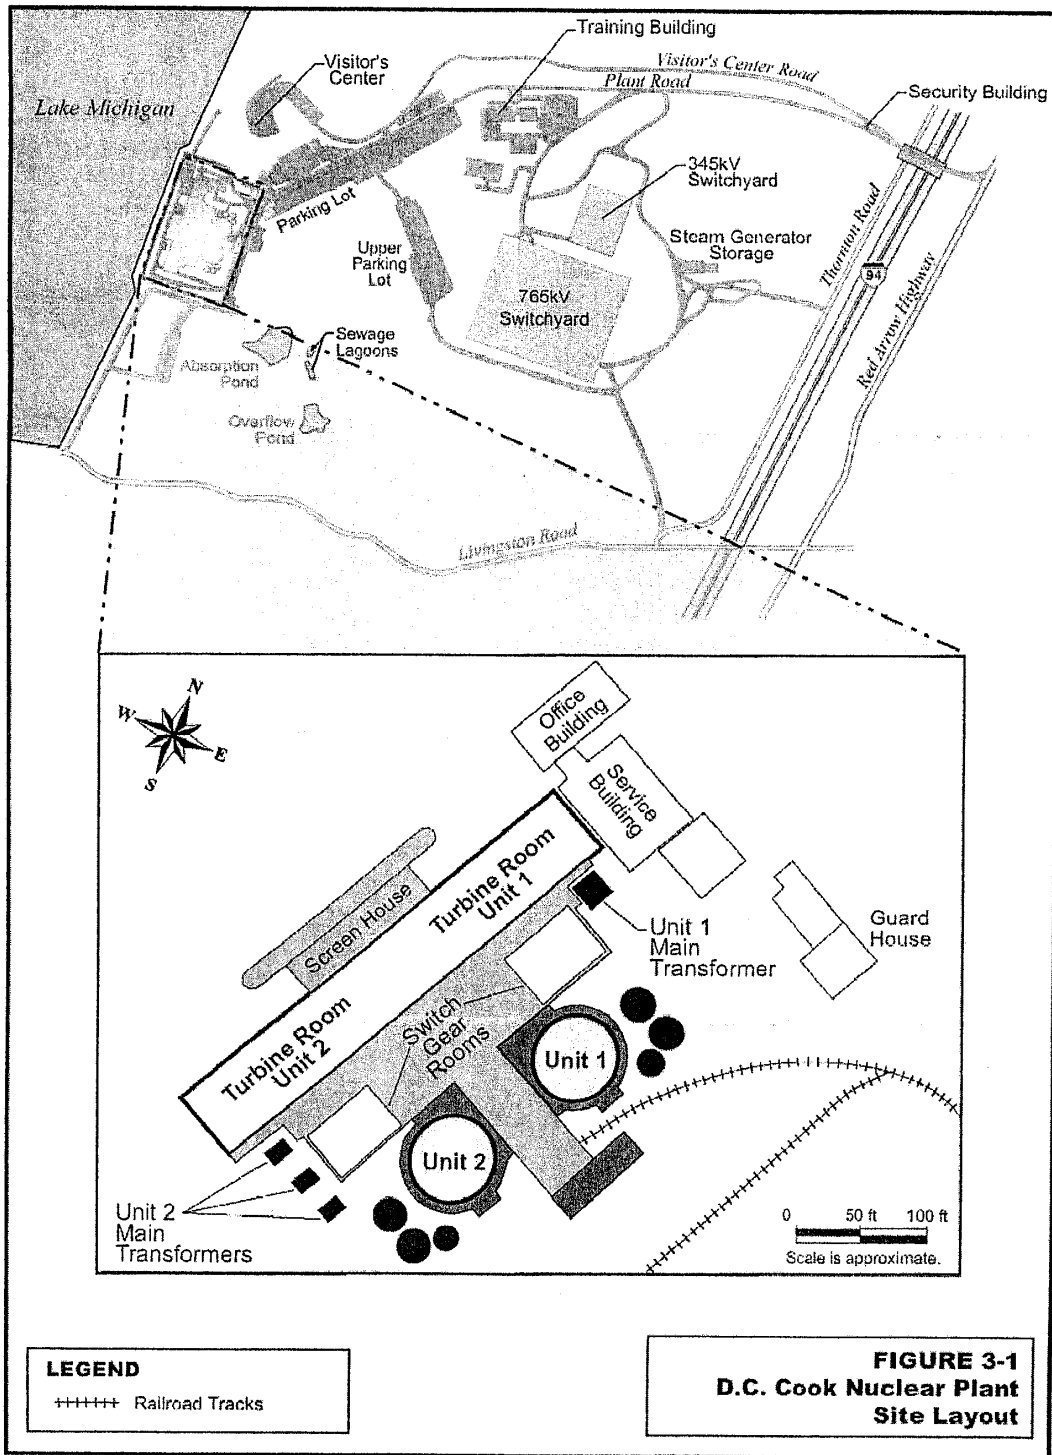 Training Building
Visitor's
Center
Visitor's Center Road
Plant Road
Security Building
Lake Michigan
345kV
Switchyard
Parking Lot
Upper
Parking
Lot
Steam Generator
Storage
Thornton Road
94
Red Arrow Highway
765kV
Switchyard
Sewage
Lagoons
Absorption
Pond
Overflow
Pond
Livingston Road
N
W
E
S
Office
Building
Service
Building
Turbine Room
Unit 1
Screen House
Guard
House
Unit 1
Main
Transformer
Switch
Gear
Rooms
Turbine Room
Unit 2
Unit 1
Unit 2
Unit 2
Main
Transformers
0 50 ft 100 ft
Scale is approximate.
LEGEND
Railroad Tracks
FIGURE 3-1
D.C. Cook Nuclear Plant
Site Layout